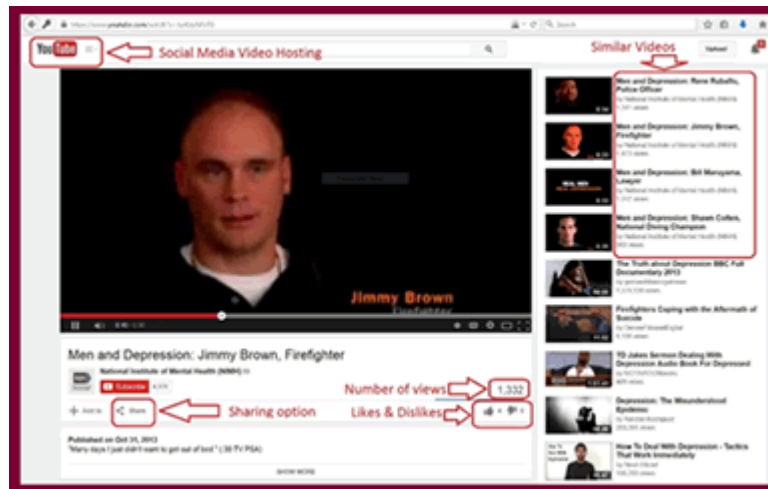 YouTube
Social Media Video Hosting
Search
Similar Videos
Upload
Jimmy Brown
Firefighter
Men and Depression: Jimmy Brown, Firefighter
National Institute of Mental Health (NIMH)
Subscribe
Number of views
1,332
Add to
Share
Sharing option
Likes & Dislikes
Published on Oct 31, 2013
"Many days I just didn't want to get out of bed." (:30 TV PSA)
SHOW MORE
Men and Depression: Rene Ruballo,
Police Officer
by National Institute of Mental Health (NIMH)
Men and Depression: Jimmy Brown,
Firefighter
by National Institute of Mental Health (NIMH)
Men and Depression: Bill Maruyama,
Lawyer
by National Institute of Mental Health (NIMH)
Men and Depression: Shawn Colten,
National Diving Champion
by National Institute of Mental Health (NIMH)
The Truth about Depression BBC Full
Documentary 2013
Firefighters Coping with the Aftermath of
Suicide
TD Jakes Sermon Dealing With
Depression Audio Book For Depressed
Depression: The Misunderstood
Epidemic
How To Deal With Depression - Tactics
That Work Immediately